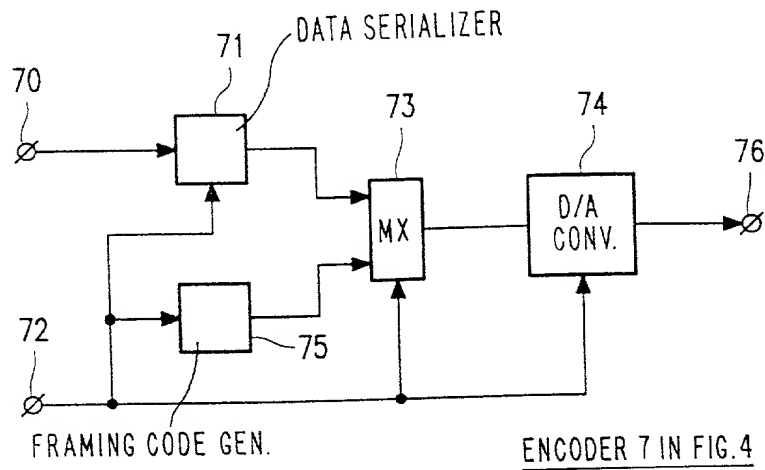 DATA SERIALIZER
71
70
73
74
76
MX
D/A
CONV.
72
75
FRAMING CODE GEN.
ENCODER 7 IN FIG.4